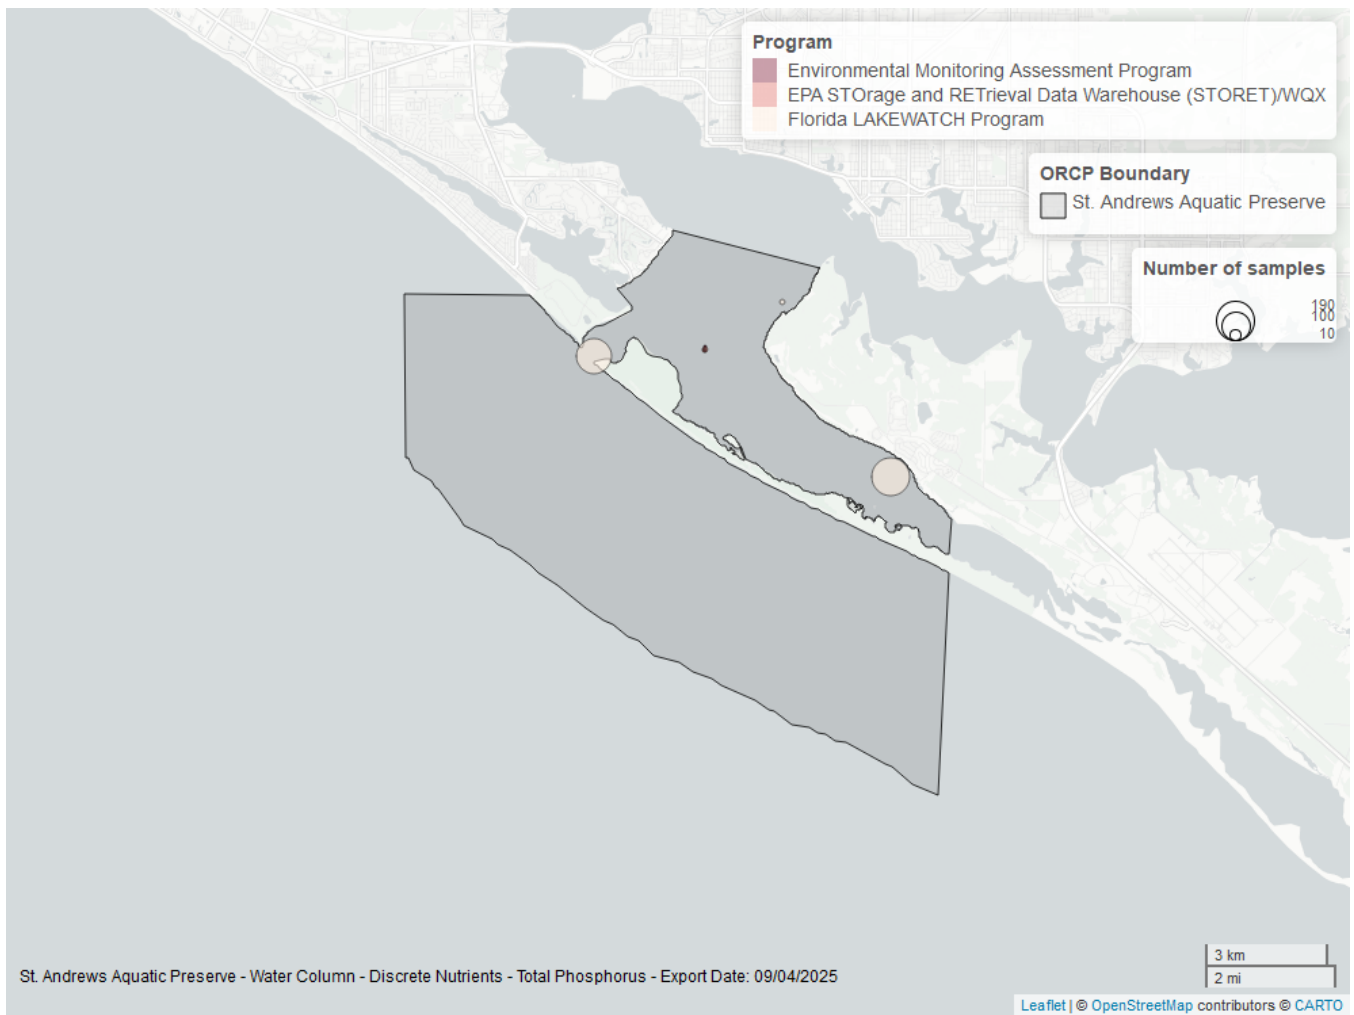 Program
Environmental Monitoring Assessment Program
EPA STOrage and RETrieval Data Warehouse (STORET)/WQX
Florida LAKEWATCH Program
ORCP Boundary
St. Andrews Aquatic Preserve
Number of samples
190
100
10
3 km
2 mi
St. Andrews Aquatic Preserve - Water Column - Discrete Nutrients - Total Phosphorus - Export Date: 09/04/2025
Leaflet | © OpenStreetMap contributors © CARTO